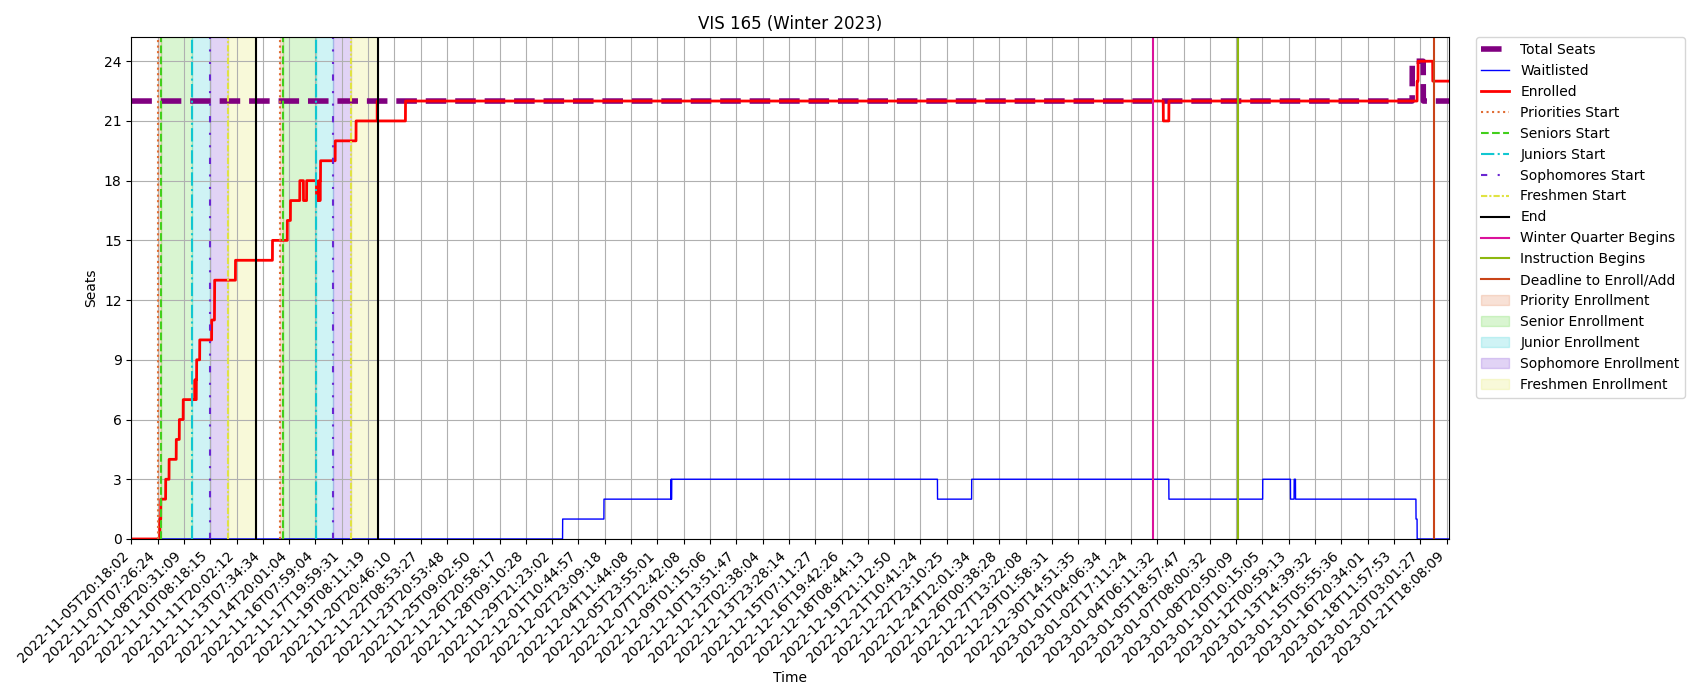 VIS 165 (Winter 2023)
Seats
24
21
18
15
12
9
6
3
0
2022-11-05T20:18:02
2022-11-07T07:26:24
2022-11-08T20:31:09
2022-11-10T08:18:15
2022-11-11T20:02:12
2022-11-13T07:34:34
2022-11-14T20:01:04
2022-11-16T07:59:04
2022-11-17T19:59:31
2022-11-19T08:11:19
2022-11-20T20:46:10
2022-11-22T08:53:27
2022-11-23T20:53:48
2022-11-25T09:02:50
2022-11-26T20:58:17
2022-11-28T09:10:28
2022-11-29T21:23:02
2022-12-01T10:44:57
2022-12-02T23:09:18
2022-12-04T11:44:08
2022-12-05T23:55:01
2022-12-07T12:42:08
2022-12-09T01:15:06
2022-12-10T13:51:47
2022-12-12T02:38:04
2022-12-13T23:28:14
2022-12-15T07:11:27
2022-12-16T19:42:26
2022-12-18T08:44:13
2022-12-19T21:12:50
2022-12-21T10:41:24
2022-12-22T23:10:25
2022-12-24T12:01:34
2022-12-26T00:38:28
2022-12-27T13:22:08
2022-12-29T01:58:31
2022-12-30T14:51:35
2023-01-01T04:06:34
2023-01-02T17:11:24
2023-01-04T06:11:32
2023-01-05T18:57:47
2023-01-07T08:00:32
2023-01-08T20:50:09
2023-01-10T10:15:05
2023-01-12T00:59:13
2023-01-13T14:39:32
2023-01-15T05:55:36
2023-01-16T20:34:01
2023-01-18T11:57:53
2023-01-20T03:01:27
2023-01-21T18:08:09
Time
Total Seats
Waitlisted
Enrolled
Priorities Start
Seniors Start
Juniors Start
Sophomores Start
Freshmen Start
End
Winter Quarter Begins
Instruction Begins
Deadline to Enroll/Add
Priority Enrollment
Senior Enrollment
Junior Enrollment
Sophomore Enrollment
Freshmen Enrollment